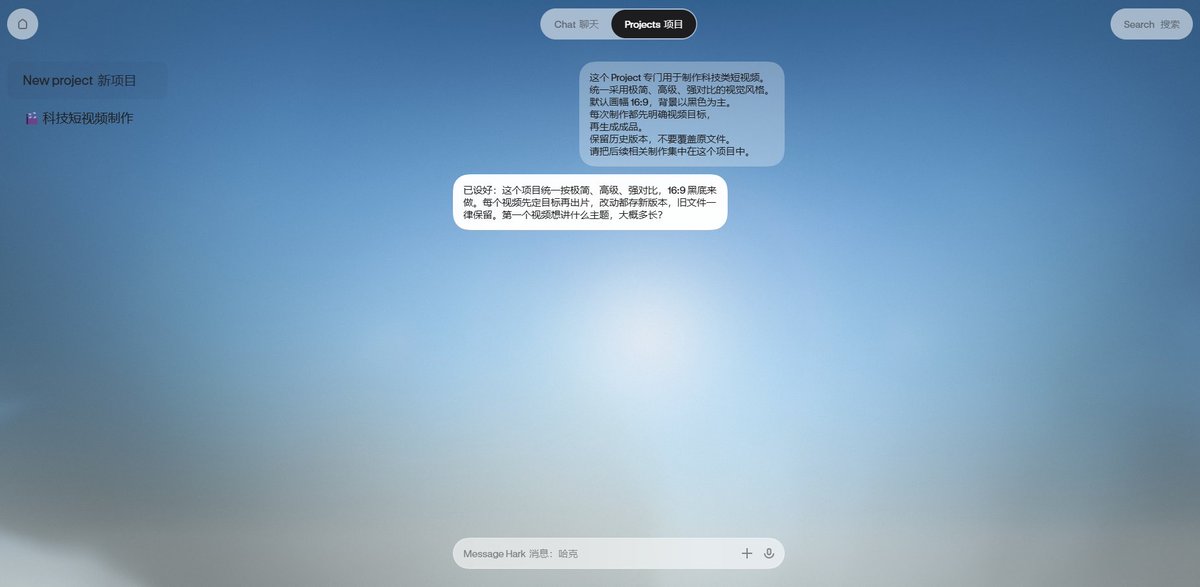 Chat 聊天
Projects 项目
Search 搜索
New project 新项目
科技短视频制作
这个 Project 专门用于制作科技类短视频。
统一采用极简、高级、强对比的视觉风格。
默认画幅 16:9，背景以黑色为主。
每次制作都先明确视频目标，
再生成成品。
保留历史版本，不要覆盖原文件。
请把后续相关制作集中在这个项目中。
已设好：这个项目统一按极简、高级、强对比，16:9 黑底来
做。每个视频先定目标再出片，改动都存新版本，旧文件一
律保留。第一个视频想讲什么主题，大概多长？
Message Hark 消息：哈克